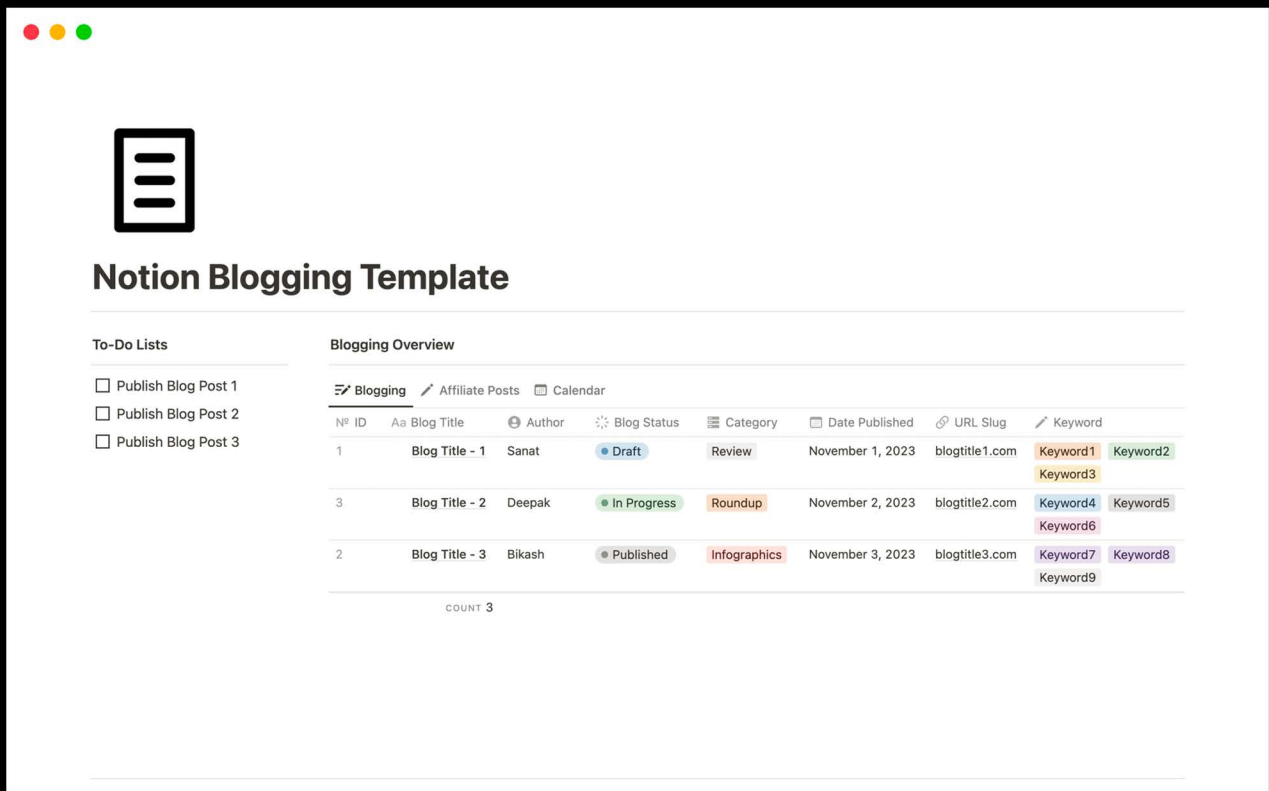 Notion Blogging Template
To-Do Lists
Publish Blog Post 1
Publish Blog Post 2
Publish Blog Post 3
Blogging Overview
Blogging Affiliate Posts Calendar
Nº ID Aa Blog Title Author Blog Status Category Date Published URL Slug Keyword
1 Blog Title - 1 Sanat Draft Review November 1, 2023 blogtitle1.com Keyword1 Keyword2
Keyword3
3 Blog Title - 2 Deepak In Progress Roundup November 2, 2023 blogtitle2.com Keyword4 Keyword5
Keyword6
2 Blog Title - 3 Bikash Published Infographics November 3, 2023 blogtitle3.com Keyword7 Keyword8
Keyword9
COUNT 3